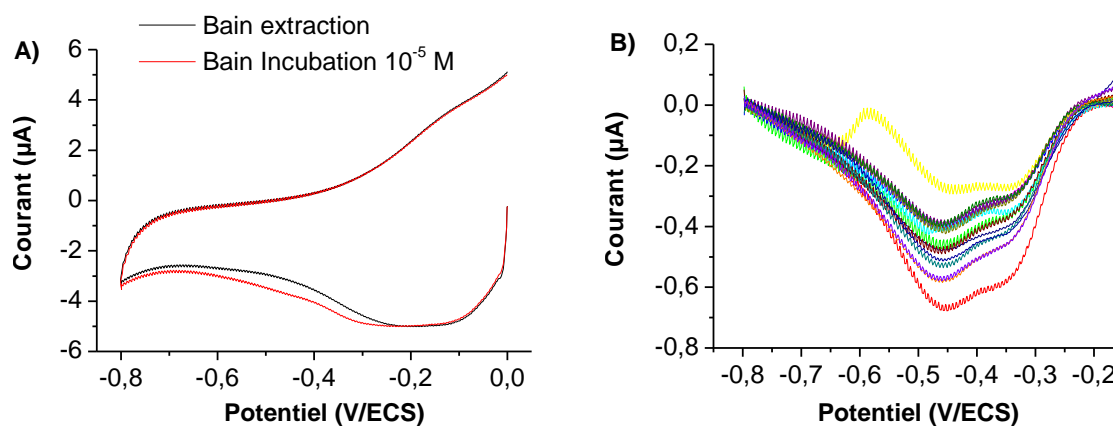 A)
Bain extraction
Bain Incubation 10⁻⁵ M
6
4
2
0
-2
-4
-6
Courant (µA)
-0,8 -0,6 -0,4 -0,2 0,0
Potentiel (V/ECS)
B)
0,2
0,0
-0,2
-0,4
-0,6
-0,8
Courant (µA)
-0,8 -0,7 -0,6 -0,5 -0,4 -0,3 -0,2
Potentiel (V/ECS)